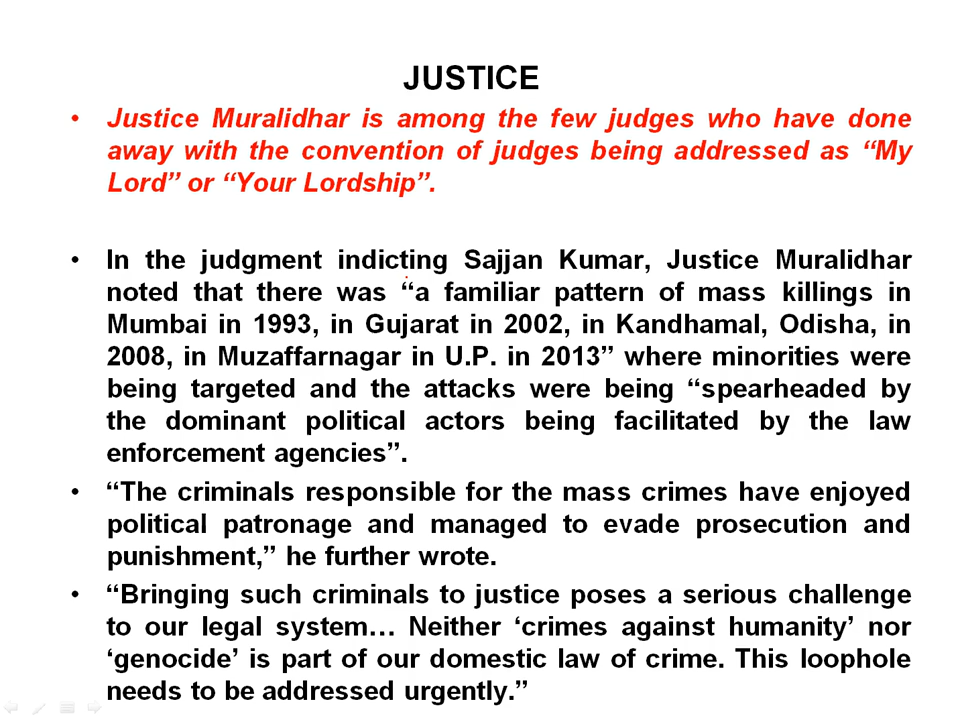 JUSTICE
• Justice Muralidhar is among the few judges who have done
away with the convention of judges being addressed as “My
Lord” or “Your Lordship”.
• In the judgment indicting Sajjan Kumar, Justice Muralidhar
noted that there was “a familiar pattern of mass killings in
Mumbai in 1993, in Gujarat in 2002, in Kandhamal, Odisha, in
2008, in Muzaffarnagar in U.P. in 2013” where minorities were
being targeted and the attacks were being “spearheaded by
the dominant political actors being facilitated by the law
enforcement agencies”.
• “The criminals responsible for the mass crimes have enjoyed
political patronage and managed to evade prosecution and
punishment,” he further wrote.
• “Bringing such criminals to justice poses a serious challenge
to our legal system… Neither ‘crimes against humanity’ nor
‘genocide’ is part of our domestic law of crime. This loophole
needs to be addressed urgently.”